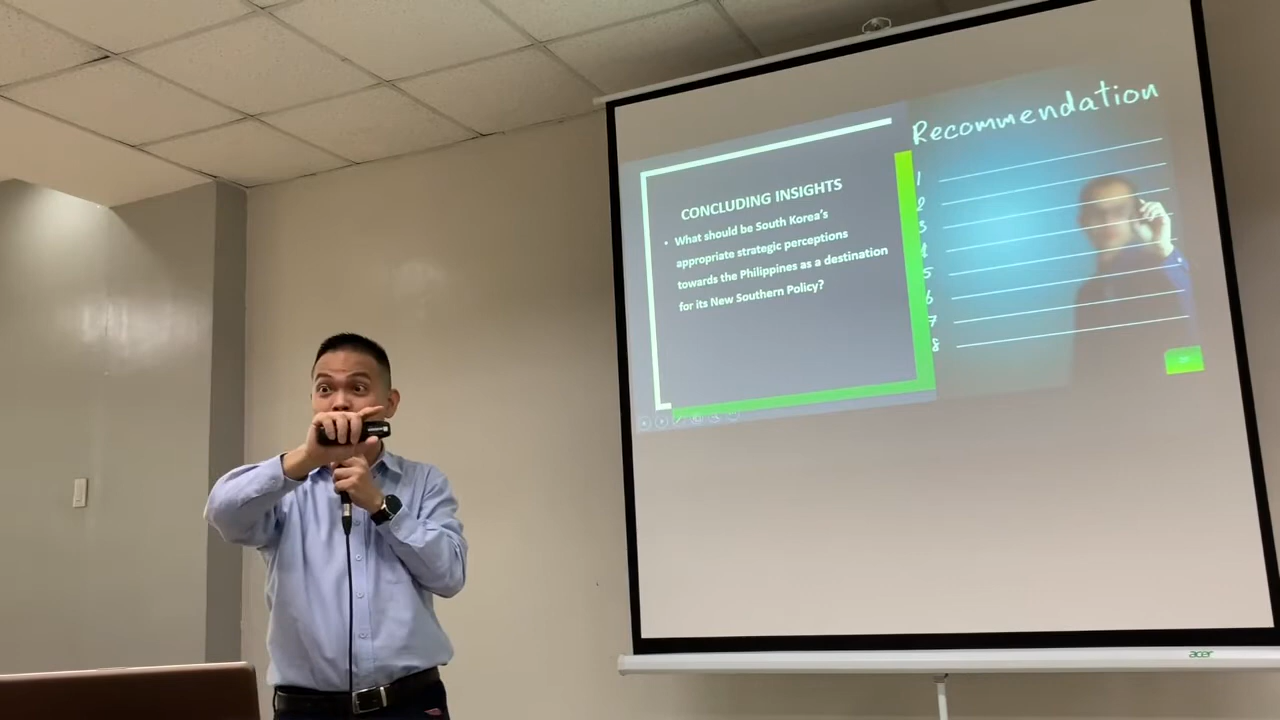 CONCLUDING INSIGHTS
• What should be South Korea's
appropriate strategic perceptions
towards the Philippines as a destination
for its New Southern Policy?
Recommendation
1
2
3
4
5
6
7
8
acer